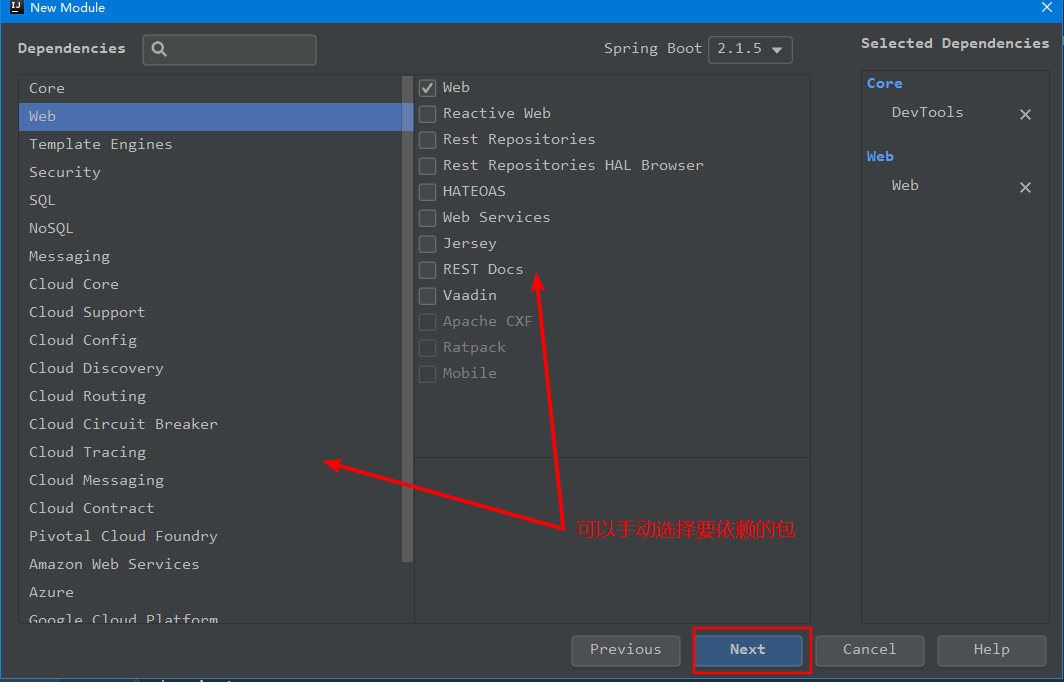 New Module
Dependencies
Spring Boot 2.1.5
Selected Dependencies
Core
Web
Template Engines
Security
SQL
NoSQL
Messaging
Cloud Core
Cloud Support
Cloud Config
Cloud Discovery
Cloud Routing
Cloud Circuit Breaker
Cloud Tracing
Cloud Messaging
Cloud Contract
Pivotal Cloud Foundry
Amazon Web Services
Azure
Google Cloud Platform
Web
Reactive Web
Rest Repositories
Rest Repositories HAL Browser
HATEOAS
Web Services
Jersey
REST Docs
Vaadin
Apache CXF
Ratpack
Mobile
可以手动选择要依赖的包
Core
DevTools
Web
Web
Previous
Next
Cancel
Help